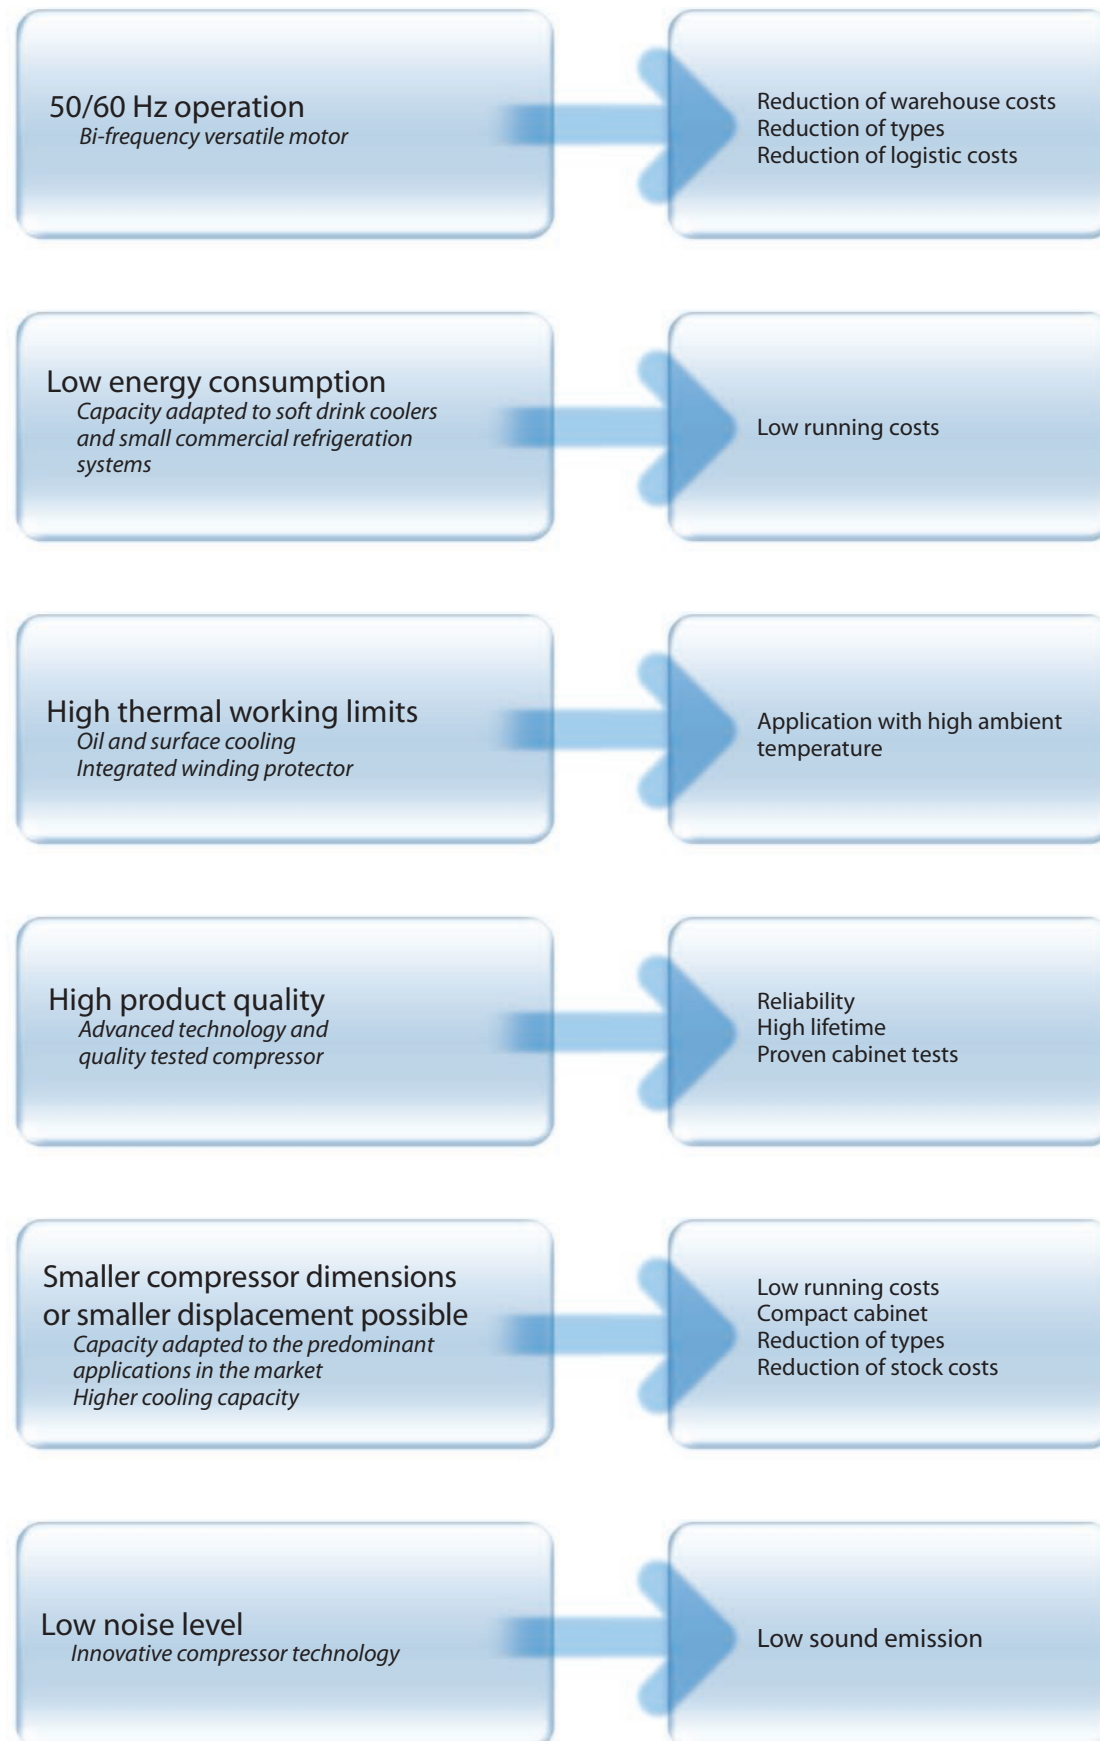 50/60 Hz operation
Bi-frequency versatile motor
Reduction of warehouse costs
Reduction of types
Reduction of logistic costs
Low energy consumption
Capacity adapted to soft drink coolers
and small commercial refrigeration
systems
Low running costs
High thermal working limits
Oil and surface cooling
Integrated winding protector
Application with high ambient
temperature
High product quality
Advanced technology and
quality tested compressor
Reliability
High lifetime
Proven cabinet tests
Smaller compressor dimensions
or smaller displacement possible
Capacity adapted to the predominant
applications in the market
Higher cooling capacity
Low running costs
Compact cabinet
Reduction of types
Reduction of stock costs
Low noise level
Innovative compressor technology
Low sound emission